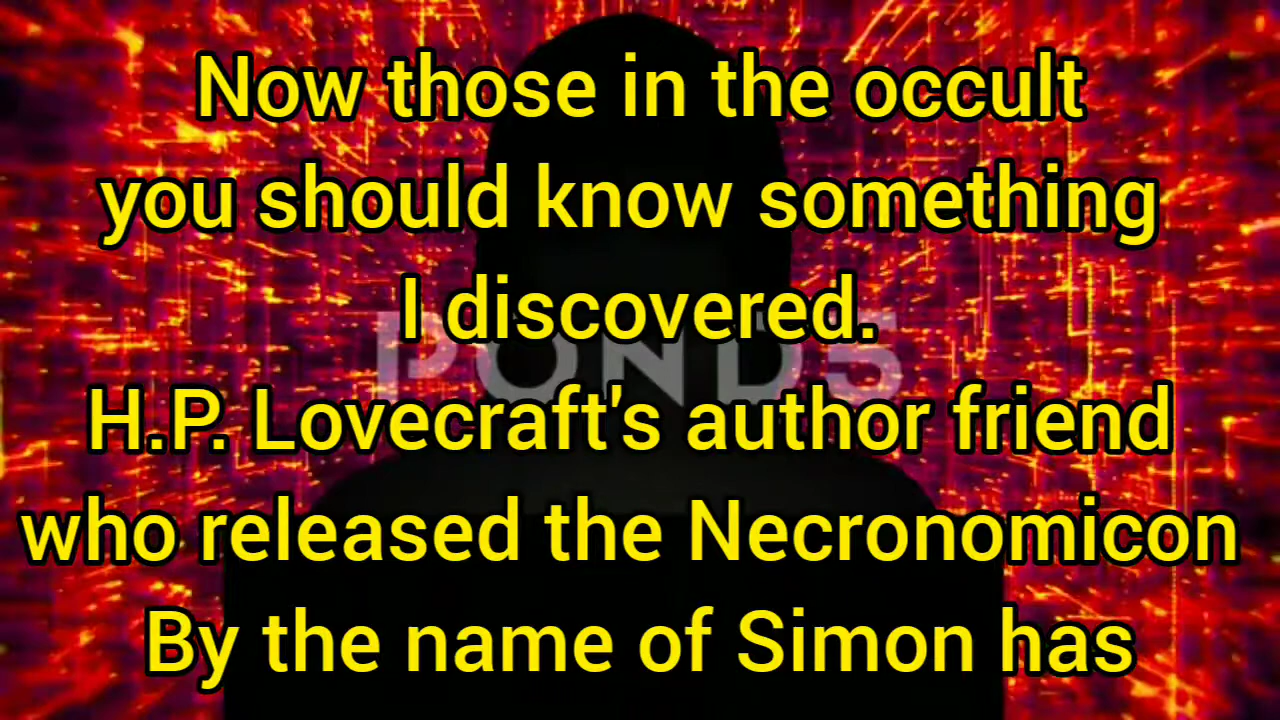 Now those in the occult
you should know something
I discovered.
POND5
H.P. Lovecraft's author friend
who released the Necronomicon
By the name of Simon has